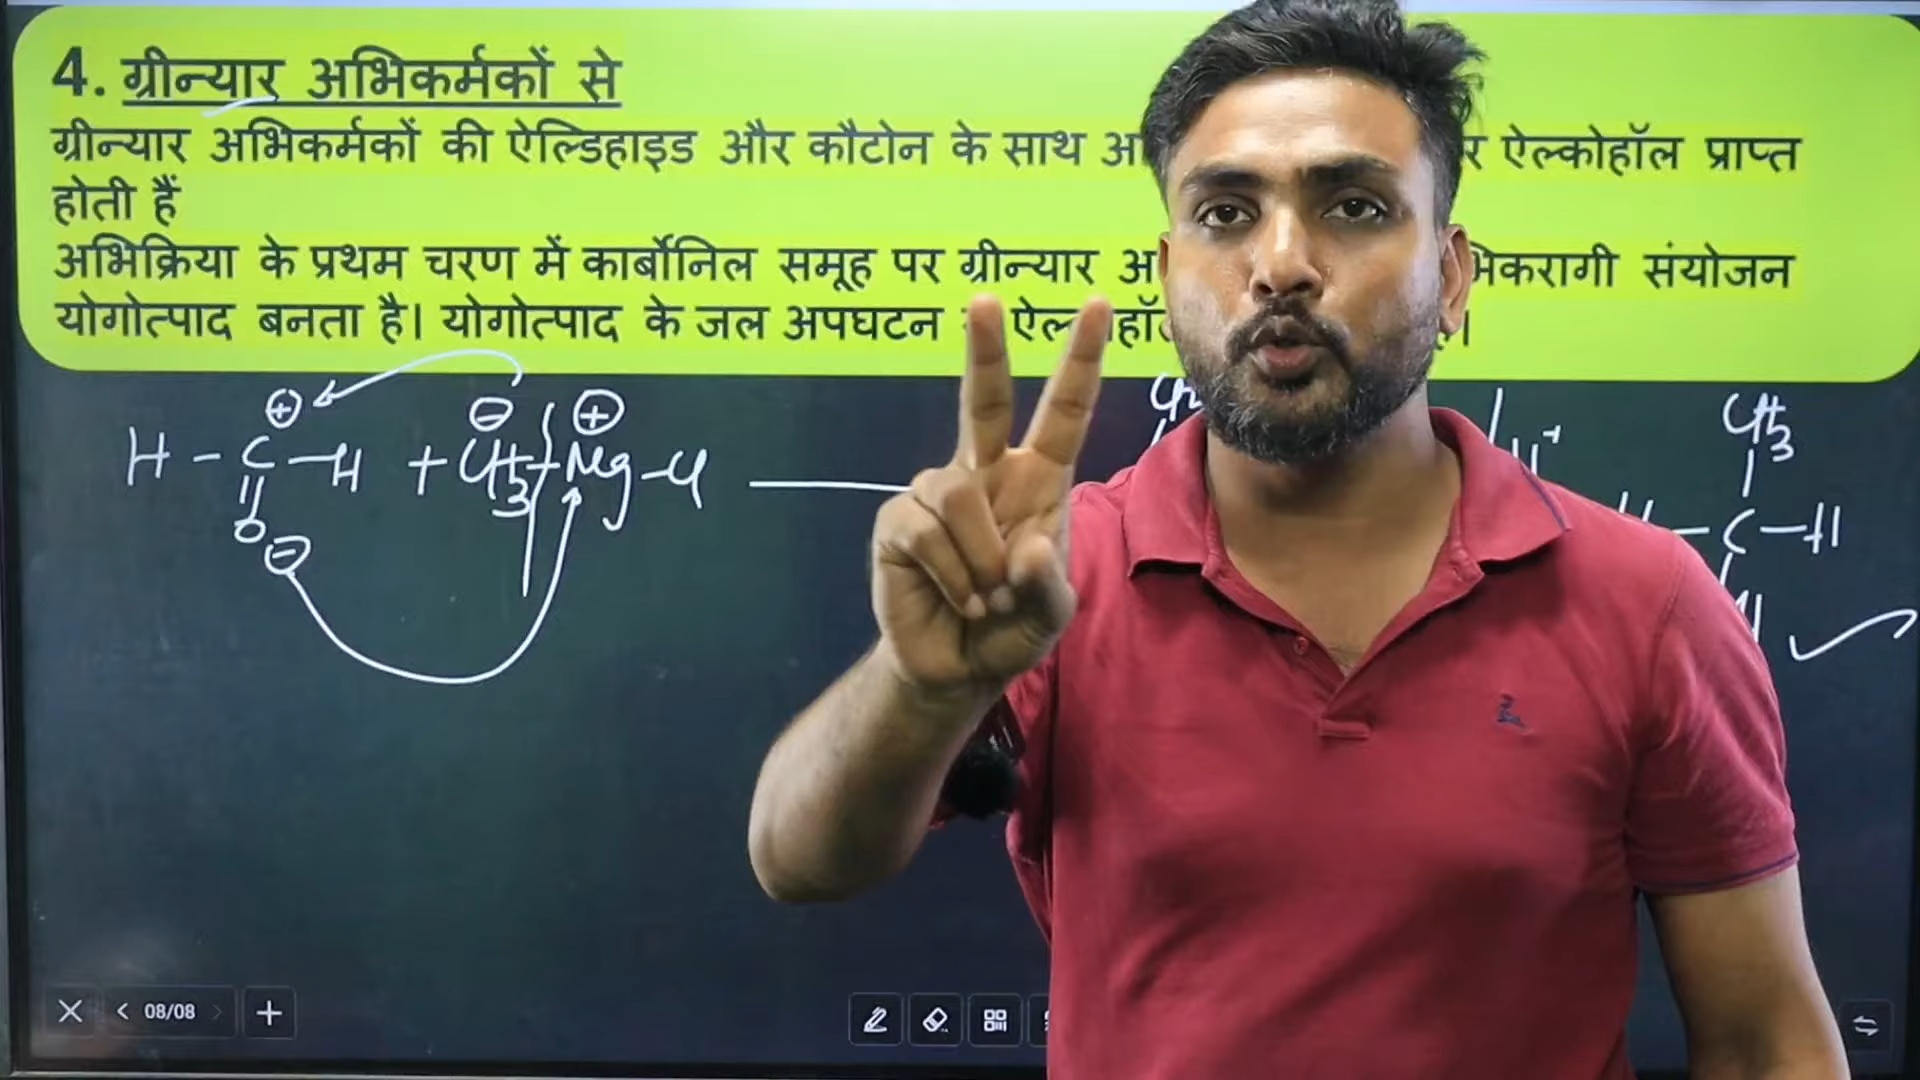 4. ग्रीन्यार अभिकर्मकों से
ग्रीन्यार अभिकर्मकों की ऐल्डिहाइड और कौटोन के साथ ऐल्कोहॉल प्राप्त
होती हैं
अभिक्रिया के प्रथम चरण में कार्बोनिल समूह पर ग्रीन्यार संयोजन
योगोत्पाद बनता है। योगोत्पाद के जल अपघटन
⊕ ⊖ ⊕
H - C - H + CH3 + Mg - Cl
O
⊖
CH3
C - H
08/08